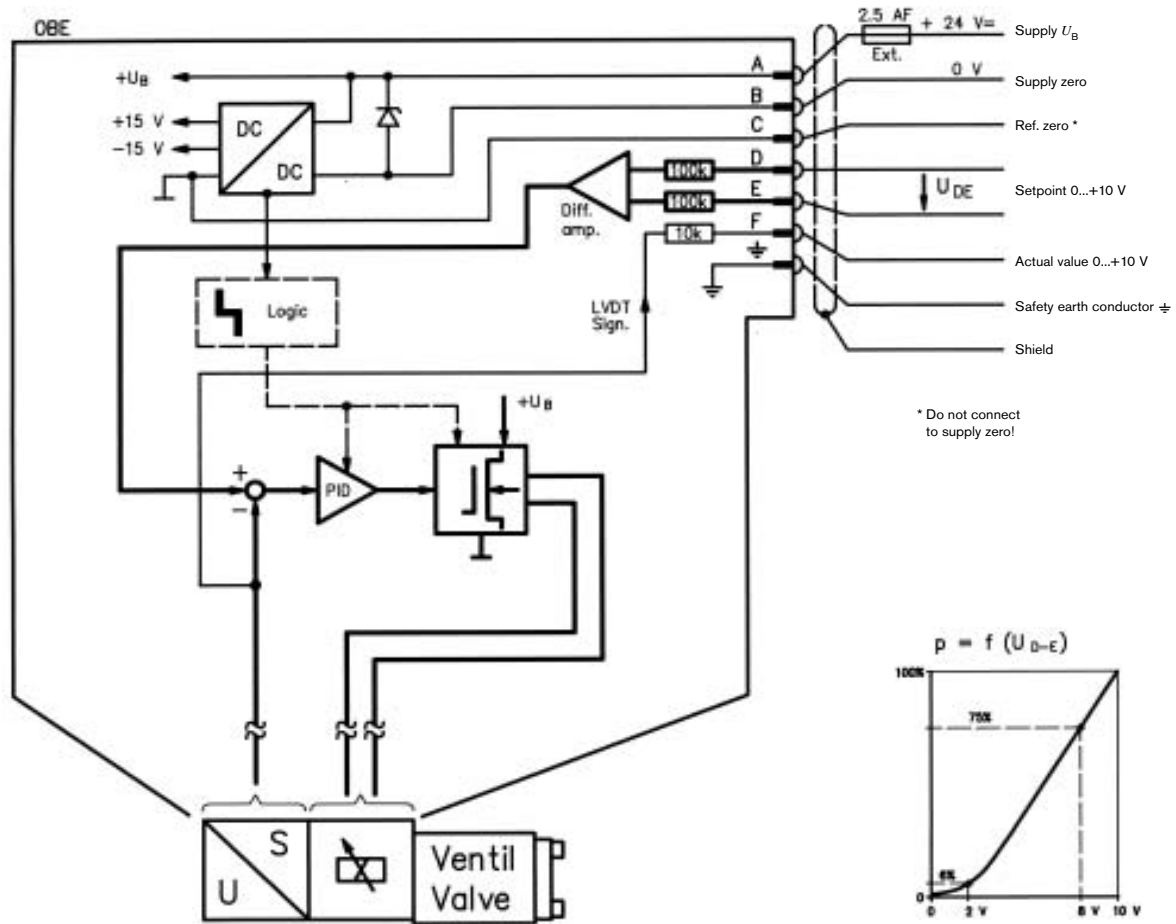 OBE
2.5 AF
+ 24 V=
Supply U_B
Ext.
A
+U_B
0 V
Supply zero
B
+15 V
DC
C
Ref. zero *
-15 V
DC
D
100k
E
100k
U_DE
Setpoint 0...+10 V
Diff.
amp.
F
10k
Actual value 0...+10 V
Logic
LVDT
Sign.
Safety earth conductor ⏚
Shield
+U_B
* Do not connect
to supply zero!
+
PID
-
p = f (U_D-E)
100%
75%
6%
0
0 2 V 8 V 10 V
S
U
Ventil
Valve